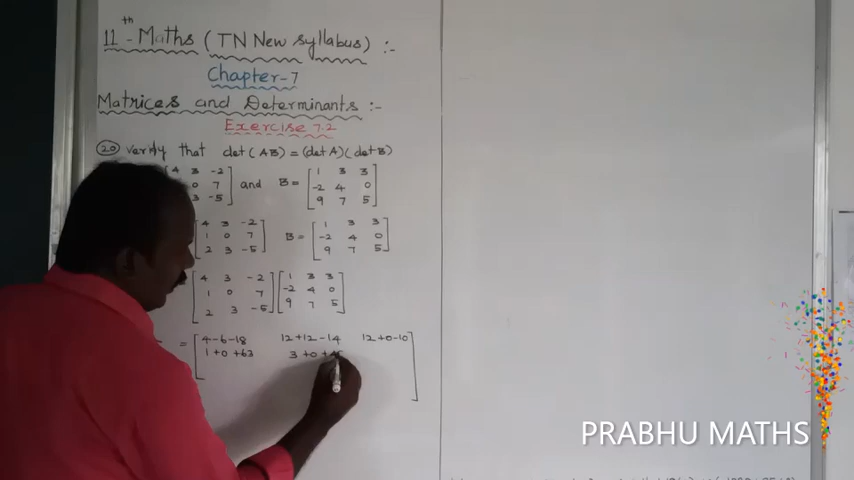 11th - Maths (TN New syllabus) :-
Chapter-7
Matrices and Determinants :-
Exercise 7.2
20 Verify that det(AB) = (detA)(detB)
4 3 -2 and B = 1 3 3
0 7 -2 4 0
3 -5 9 7 5
4 3 -2 B = 1 3 3
1 0 7 -2 4 0
2 3 -5 9 7 5
4 3 -2 1 3 3
1 0 7 -2 4 0
2 3 -5 9 7 5
= 4-6-18 12+12-14 12+0-10
1+0+63 3+0+4
PRABHU MATHS